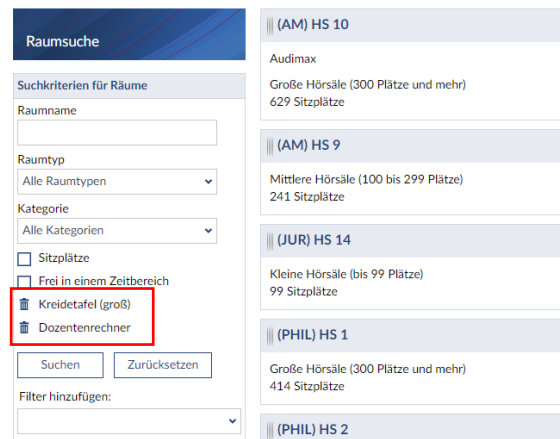 Raumsuche
Suchkriterien für Räume
Raumname
Raumtyp
Alle Raumtypen
Kategorie
Alle Kategorien
Sitzplätze
Frei in einem Zeitbereich
Kreidetafel (groß)
Dozentenrechner
Suchen
Zurücksetzen
Filter hinzufügen:
(AM) HS 10
Audimax
Große Hörsäle (300 Plätze und mehr)
629 Sitzplätze
(AM) HS 9
Mittlere Hörsäle (100 bis 299 Plätze)
241 Sitzplätze
(JUR) HS 14
Kleine Hörsäle (bis 99 Plätze)
99 Sitzplätze
(PHIL) HS 1
Große Hörsäle (300 Plätze und mehr)
414 Sitzplätze
(PHIL) HS 2